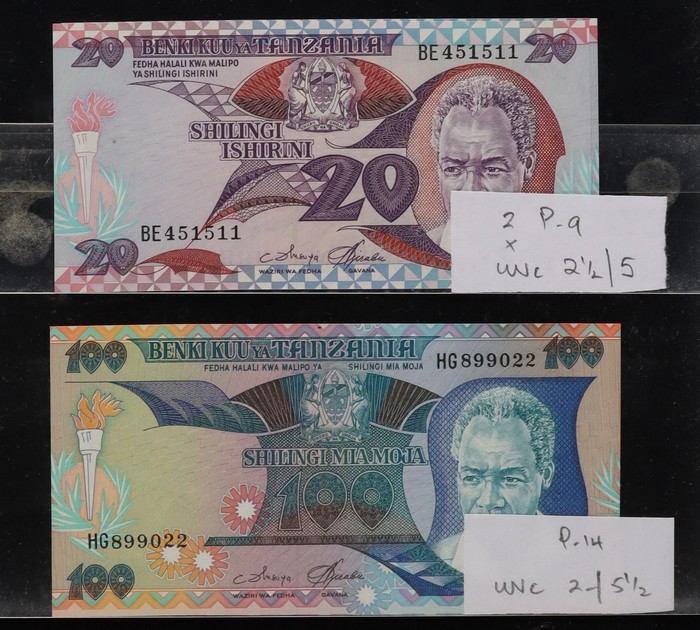 20 BENKI KUU YA TANZANIA BE451511 20
FEDHA HALALI KWA MALIPO
YA SHILINGI ISHIRINI
SHILINGI
ISHIRINI
20
BE451511
20
WAZIRI WA FEDHA GAVANA
2 P-9
x
UNC 2½/5
100 BENKI KUU YA TANZANIA HG899022 100
FEDHA HALALI KWA MALIPO YA SHILINGI MIA MOJA
SHILINGI MIA MOJA
100
HG899022
100
WAZIRI WA FEDHA GAVANA
P.14
UNC 2-/5½